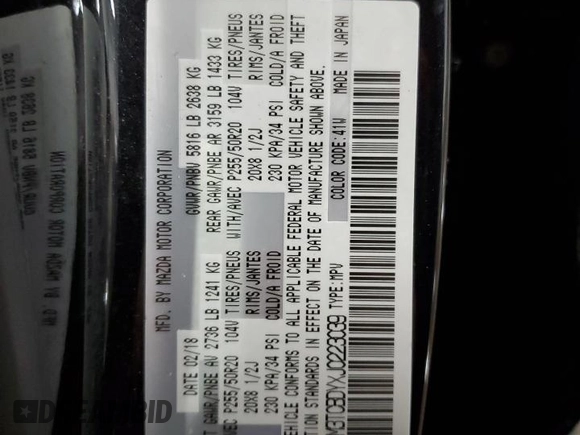 MFD. BY MAZDA MOTOR CORPORATION
DATE 02/18 GVWR/PNBV 5816 LB 2638 KG
GAWR/PNBE AV 2736 LB 1241 KG REAR GAWR/PNBE AR 3159 LB 1433 KG
P255/50R20 104V TIRES/PNEUS WITH/AVEC P255/50R20 104V TIRES/PNEUS
20X8 1/2J RIMS/JANTES 20X8 1/2J RIMS/JANTES
230 KPA/34 PSI COLD/A FROID 230 KPA/34 PSI COLD/A FROID
VEHICLE CONFORMS TO ALL APPLICABLE FEDERAL MOTOR VEHICLE SAFETY AND THEFT
STANDARDS IN EFFECT ON THE DATE OF MANUFACTURE SHOWN ABOVE.
M3TCBDYXJ0223039 TYPE:MPV COLOR CODE:41W MADE IN JAPAN